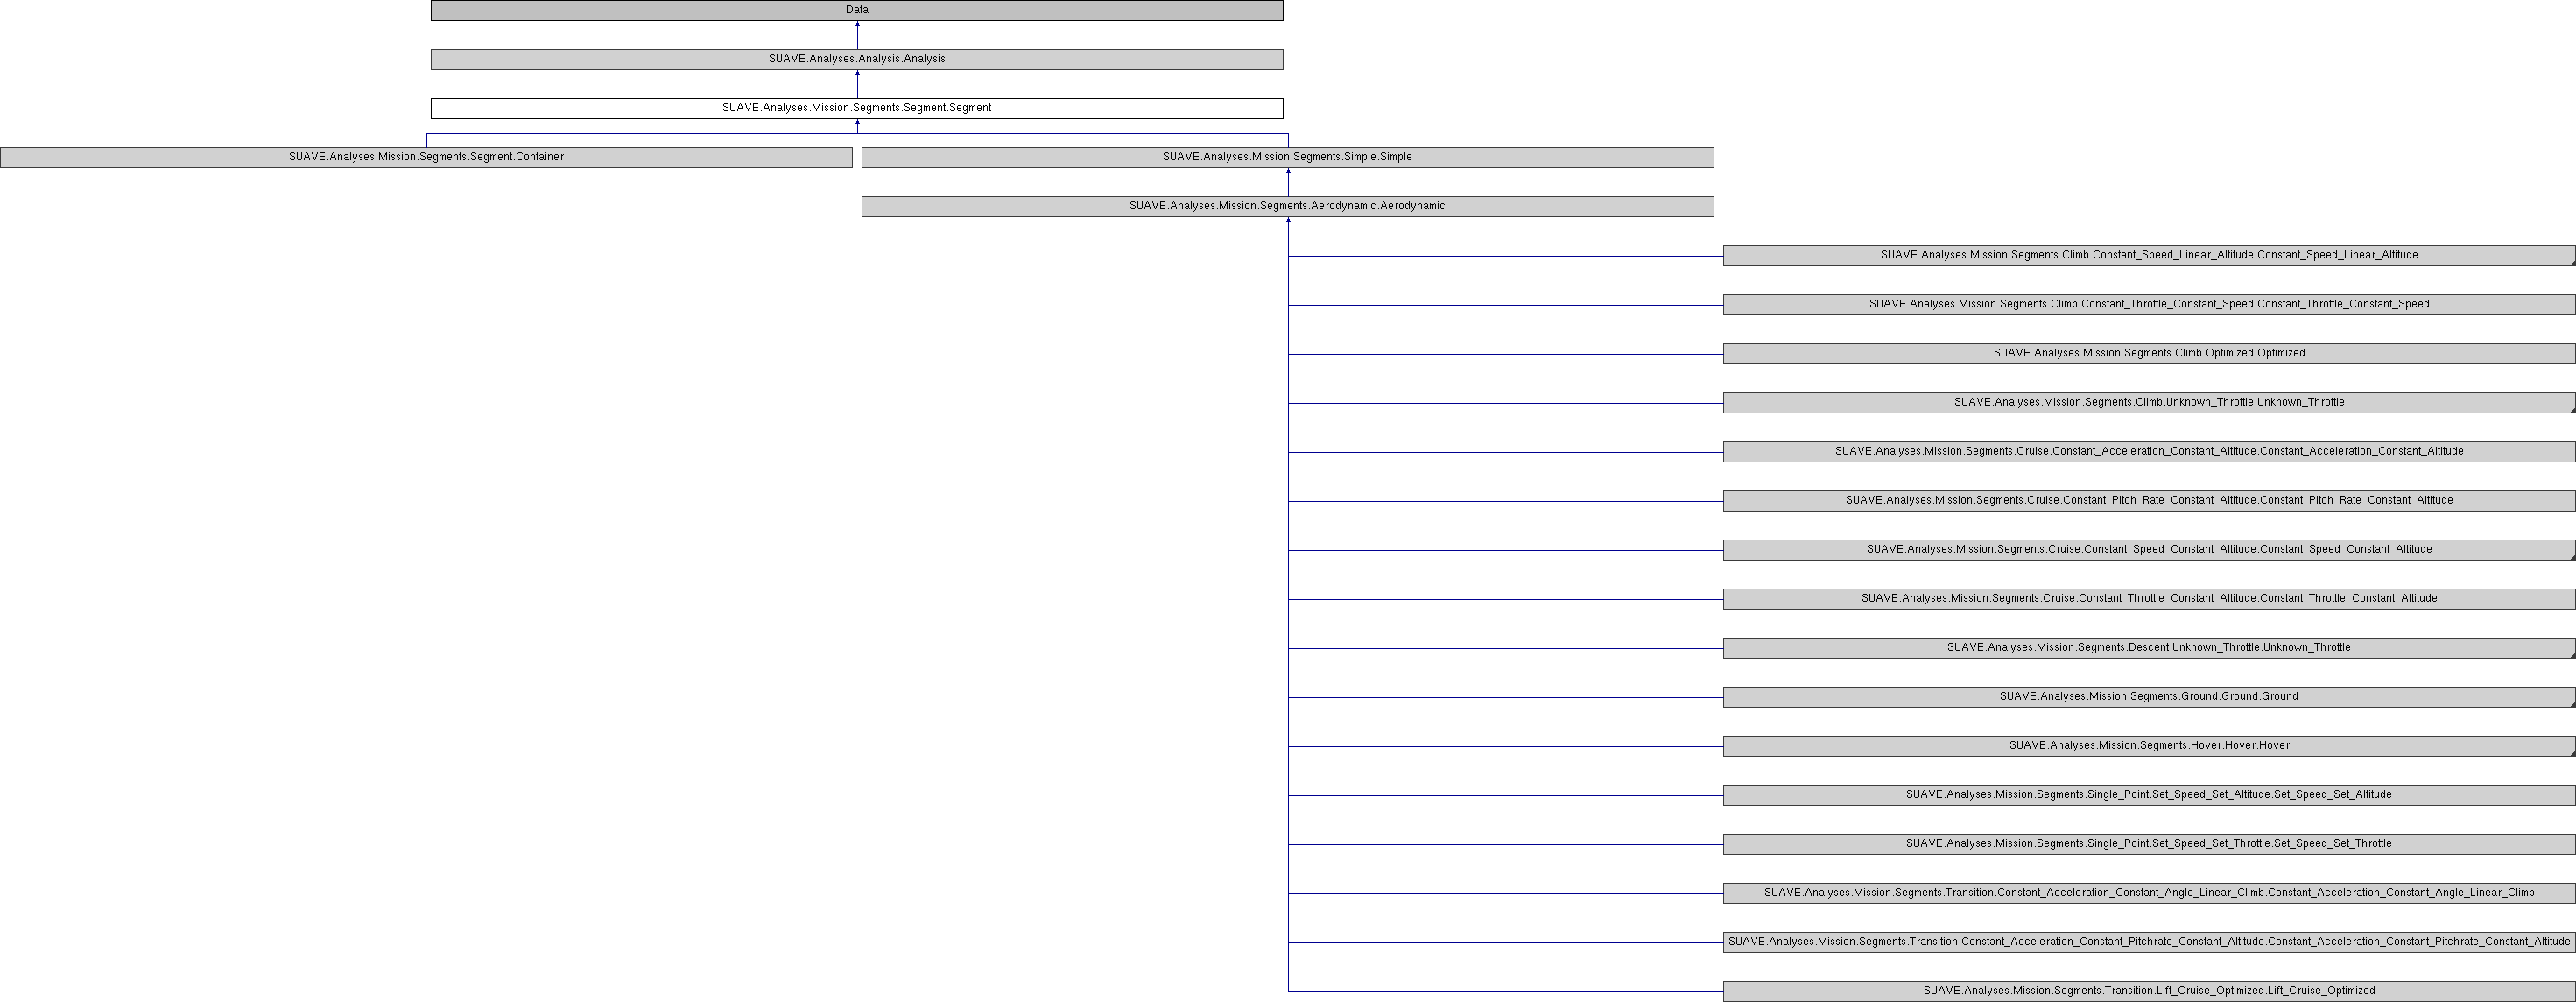 Data
SUAVE.Analyses.Analysis.Analysis
SUAVE.Analyses.Mission.Segments.Segment.Segment
SUAVE.Analyses.Mission.Segments.Segment.Container
SUAVE.Analyses.Mission.Segments.Simple.Simple
SUAVE.Analyses.Mission.Segments.Aerodynamic.Aerodynamic
SUAVE.Analyses.Mission.Segments.Climb.Constant_Speed_Linear_Altitude.Constant_Speed_Linear_Altitude
SUAVE.Analyses.Mission.Segments.Climb.Constant_Throttle_Constant_Speed.Constant_Throttle_Constant_Speed
SUAVE.Analyses.Mission.Segments.Climb.Optimized.Optimized
SUAVE.Analyses.Mission.Segments.Climb.Unknown_Throttle.Unknown_Throttle
SUAVE.Analyses.Mission.Segments.Cruise.Constant_Acceleration_Constant_Altitude.Constant_Acceleration_Constant_Altitude
SUAVE.Analyses.Mission.Segments.Cruise.Constant_Pitch_Rate_Constant_Altitude.Constant_Pitch_Rate_Constant_Altitude
SUAVE.Analyses.Mission.Segments.Cruise.Constant_Speed_Constant_Altitude.Constant_Speed_Constant_Altitude
SUAVE.Analyses.Mission.Segments.Cruise.Constant_Throttle_Constant_Altitude.Constant_Throttle_Constant_Altitude
SUAVE.Analyses.Mission.Segments.Descent.Unknown_Throttle.Unknown_Throttle
SUAVE.Analyses.Mission.Segments.Ground.Ground.Ground
SUAVE.Analyses.Mission.Segments.Hover.Hover.Hover
SUAVE.Analyses.Mission.Segments.Single_Point.Set_Speed_Set_Altitude.Set_Speed_Set_Altitude
SUAVE.Analyses.Mission.Segments.Single_Point.Set_Speed_Set_Throttle.Set_Speed_Set_Throttle
SUAVE.Analyses.Mission.Segments.Transition.Constant_Acceleration_Constant_Angle_Linear_Climb.Constant_Acceleration_Constant_Angle_Linear_Climb
SUAVE.Analyses.Mission.Segments.Transition.Constant_Acceleration_Constant_Pitchrate_Constant_Altitude.Constant_Acceleration_Constant_Pitchrate_Constant_Altitude
SUAVE.Analyses.Mission.Segments.Transition.Lift_Cruise_Optimized.Lift_Cruise_Optimized